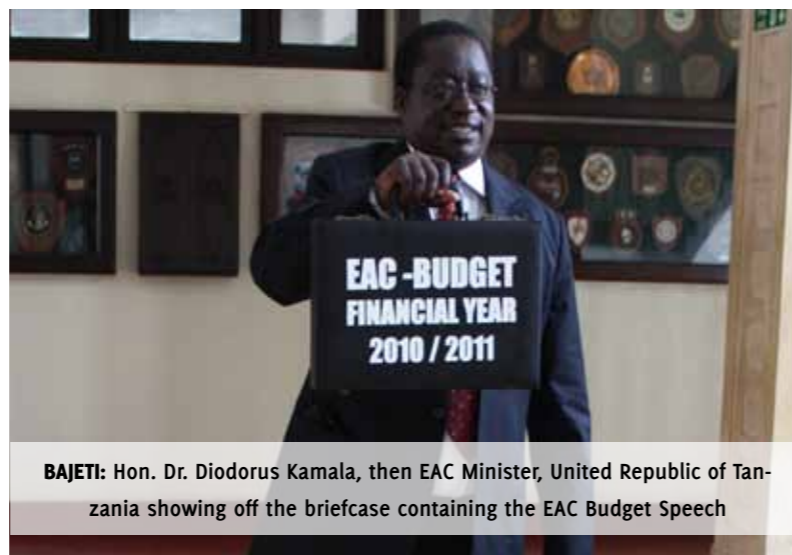 EAC -BUDGET
FINANCIAL YEAR
2010 / 2011
BAJETI: Hon. Dr. Diodorus Kamala, then EAC Minister, United Republic of Tan-
zania showing off the briefcase containing the EAC Budget Speech